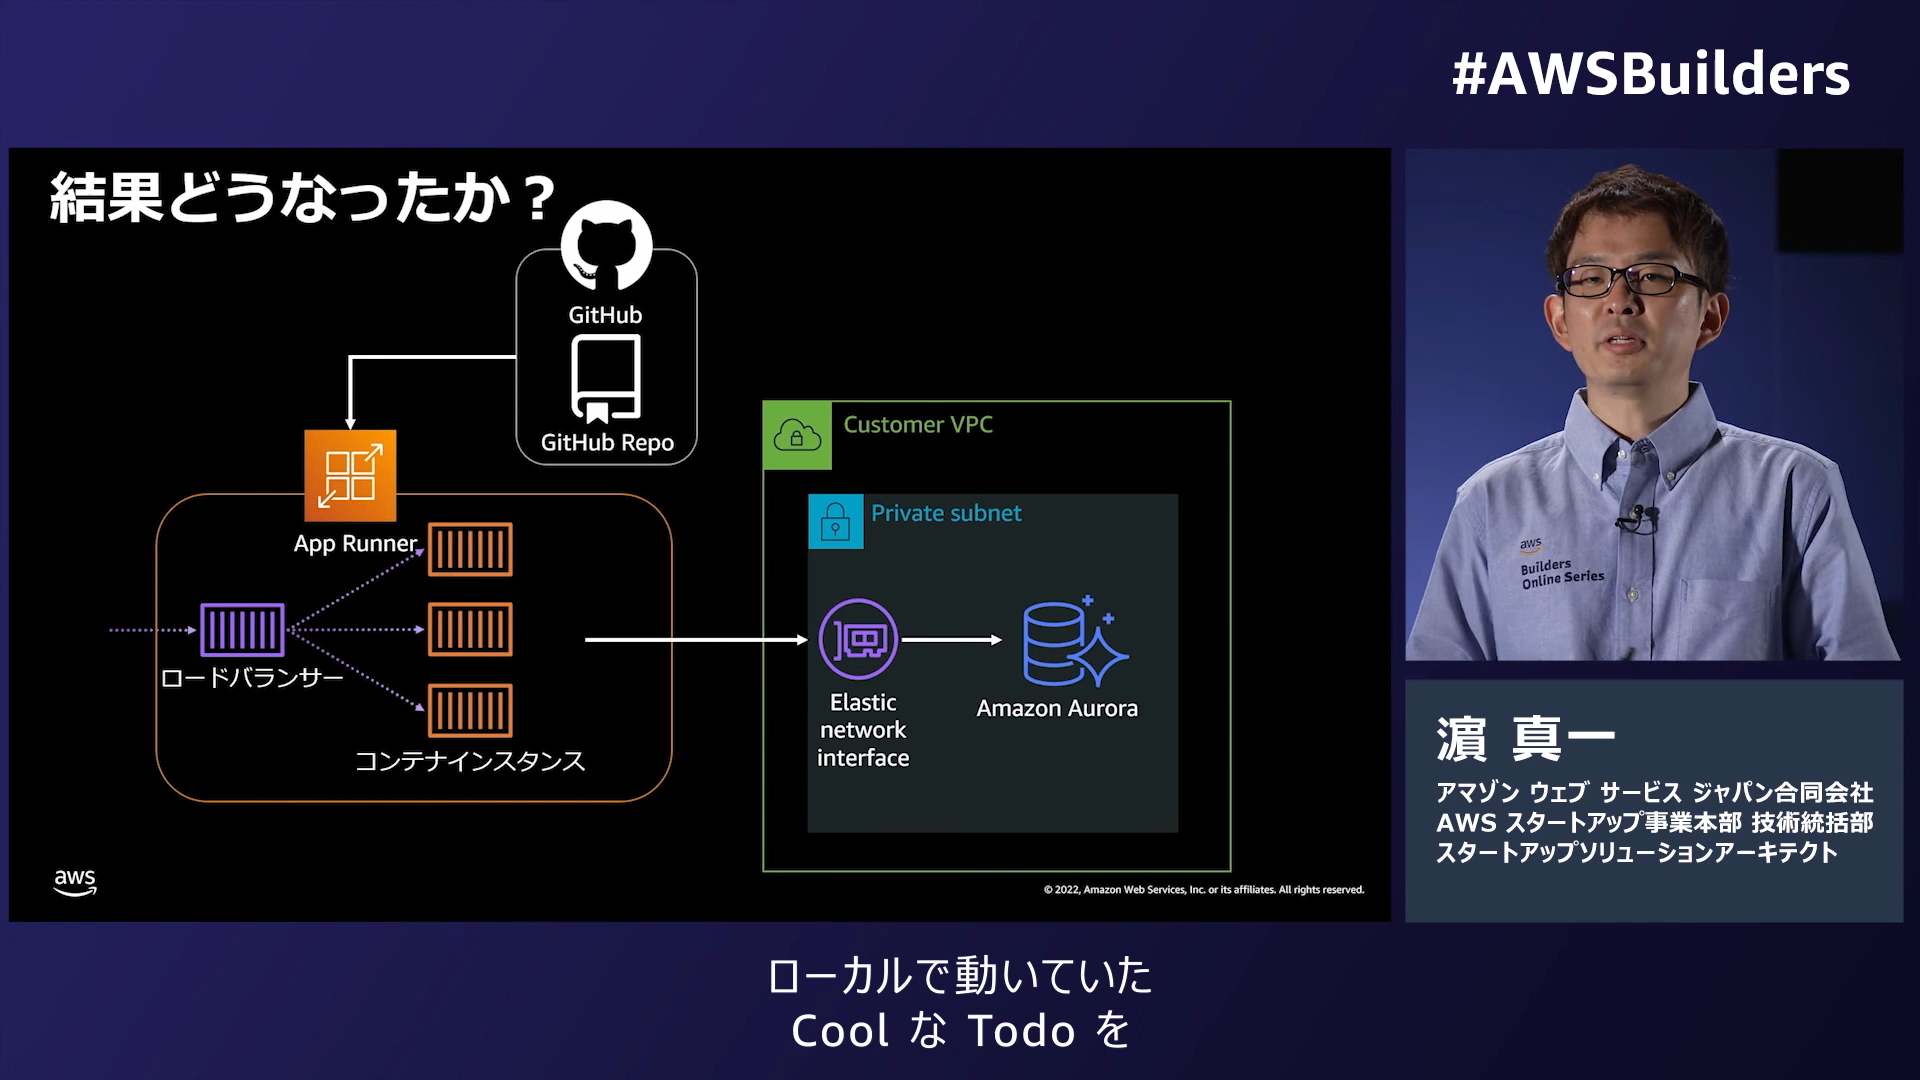 #AWSBuilders
結果どうなったか？
GitHub
GitHub Repo
App Runner
ロードバランサー
コンテナインスタンス
Customer VPC
Private subnet
Elastic
network
interface
Amazon Aurora
aws
© 2022, Amazon Web Services, Inc. or its affiliates. All rights reserved.
aws
Builders
Online Series
濵 真一
アマゾン ウェブ サービス ジャパン合同会社
AWS スタートアップ事業本部 技術統括部
スタートアップソリューションアーキテクト
ローカルで動いていた
Cool な Todo を